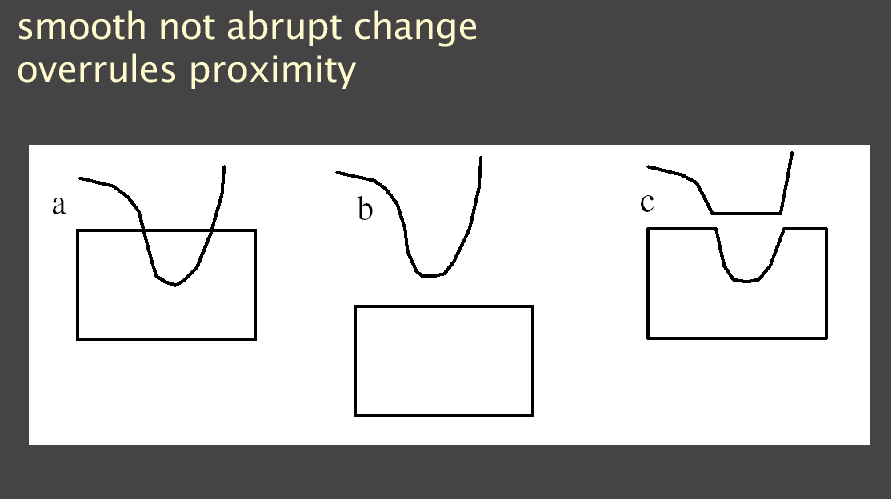 smooth not abrupt change
overrules proximity
a
b
c